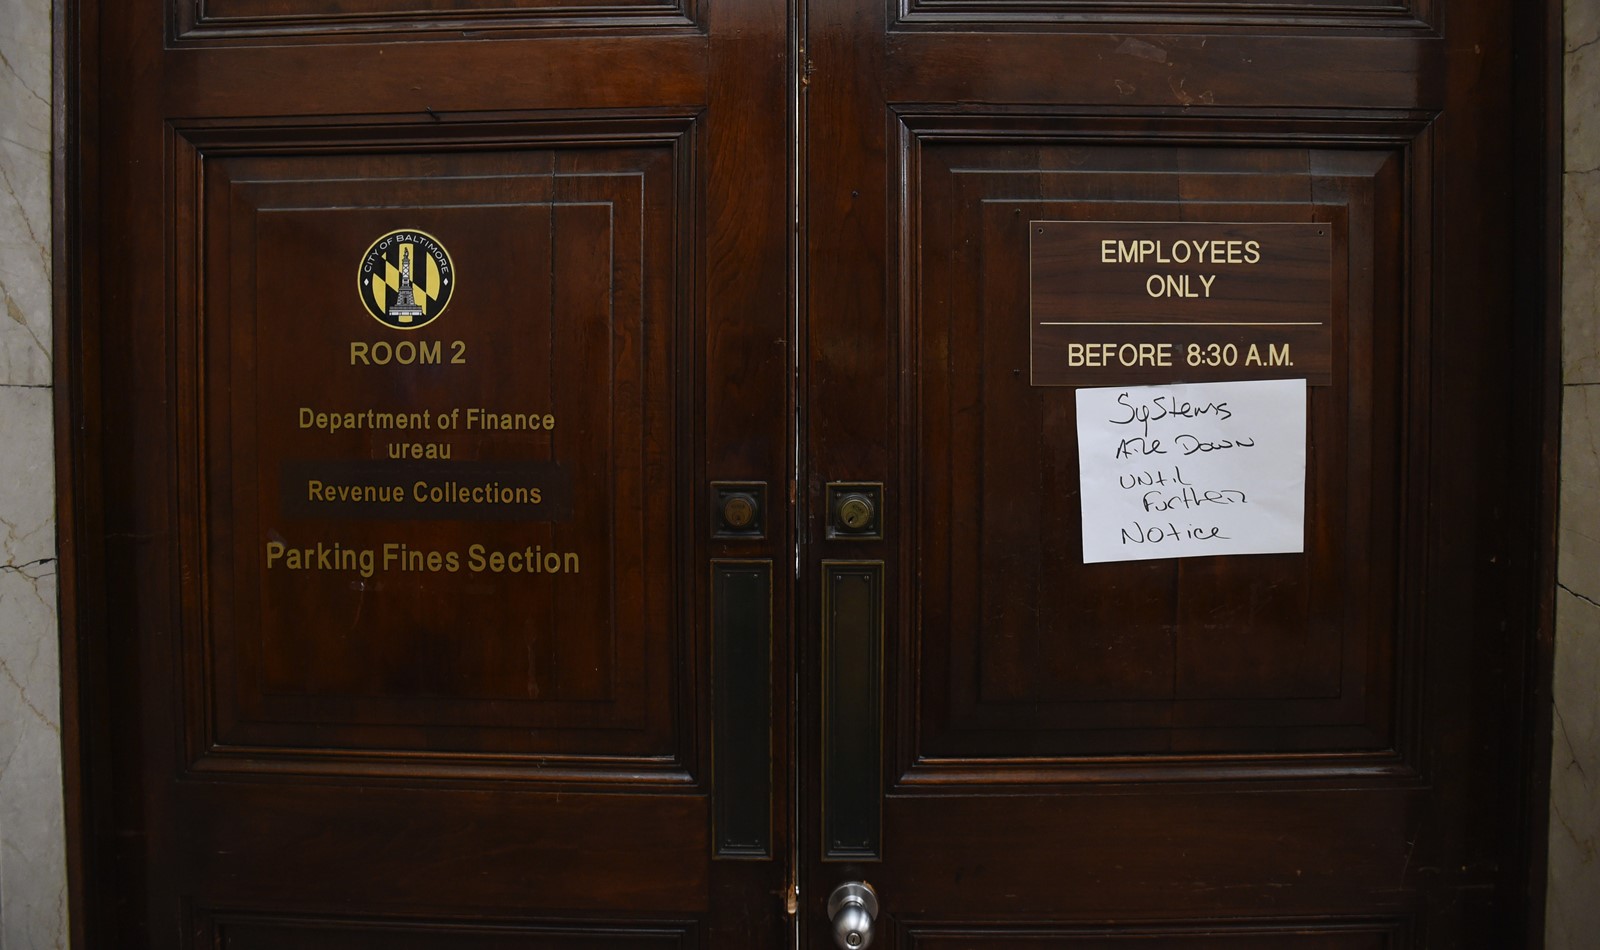 CITY OF BALTIMORE
ROOM 2
Department of Finance
ureau
Revenue Collections
Parking Fines Section
EMPLOYEES
ONLY
BEFORE 8:30 A.M.
Systems
ARe DOWN
UNtiL
FurtheR
Notice